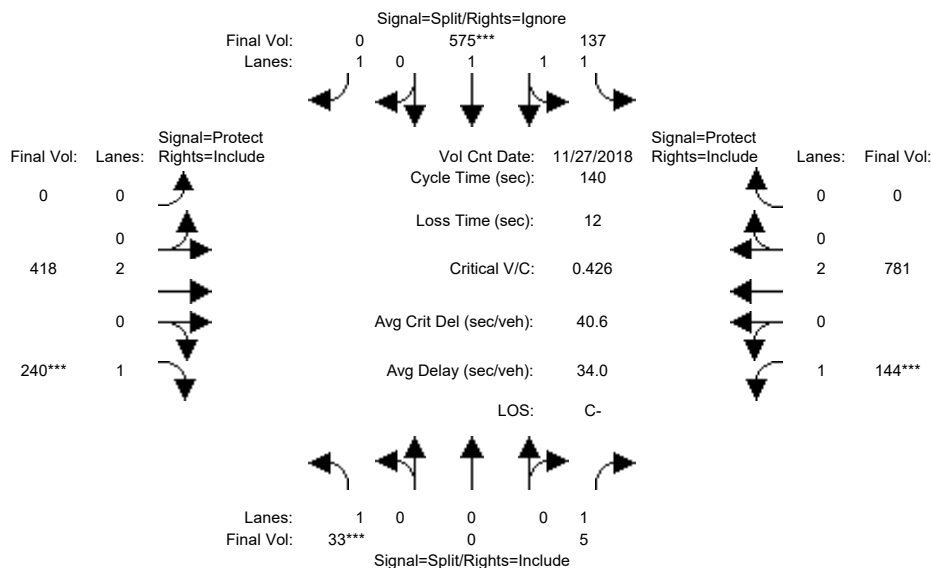 Signal=Split/Rights=Ignore
Final Vol: 0 575*** 137
Lanes: 1 0 1 1 1
Signal=Protect Signal=Protect
Final Vol: Lanes: Rights=Include Vol Cnt Date: 11/27/2018 Rights=Include Lanes: Final Vol:
Cycle Time (sec): 140
0 0 0 0
Loss Time (sec): 12
0 0
418 2 Critical V/C: 0.426 2 781
0 Avg Crit Del (sec/veh): 40.6 0
240*** 1 Avg Delay (sec/veh): 34.0 1 144***
LOS: C-
Lanes: 1 0 0 0 1
Final Vol: 33*** 0 5
Signal=Split/Rights=Include